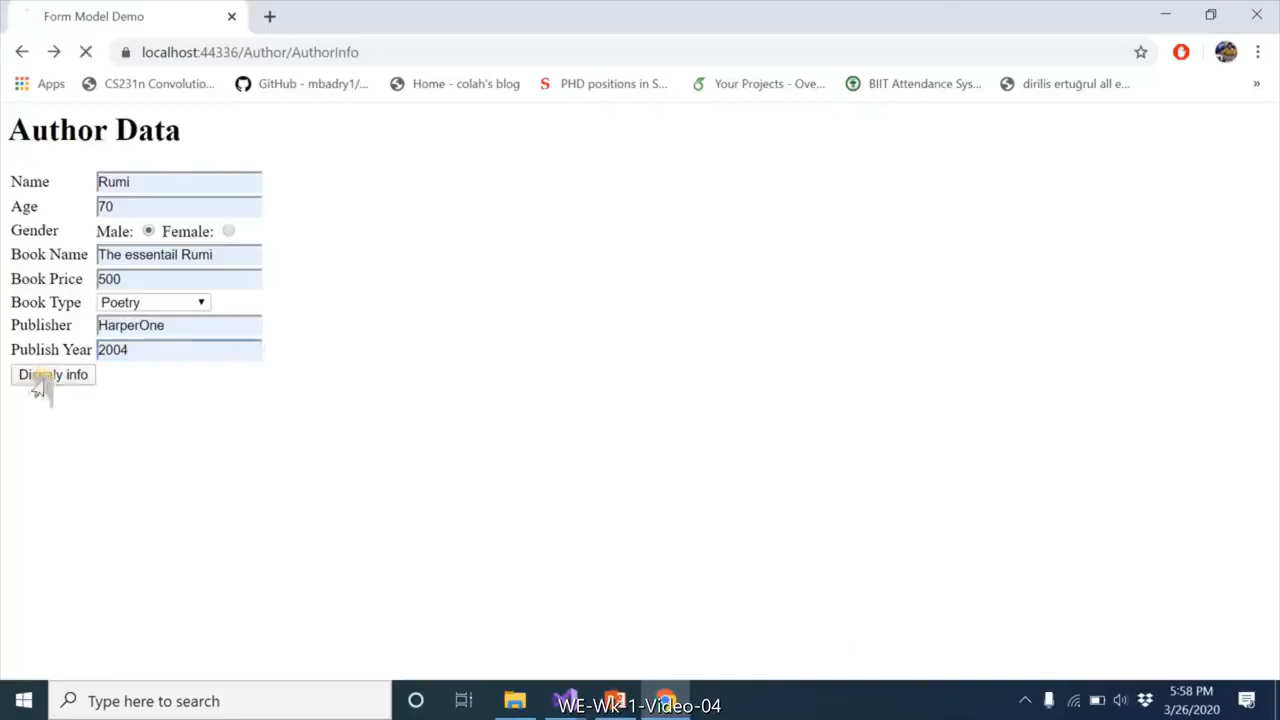 Form Model Demo
localhost:44336/Author/AuthorInfo
Apps CS231n Convolutio... GitHub - mbadry1/... Home - colah's blog PHD positions in S... Your Projects - Ove... BIIT Attendance Sys... dirilis ertuğrul all e...
Author Data
Name Rumi
Age 70
Gender Male: Female:
Book Name The essentail Rumi
Book Price 500
Book Type Poetry
Publisher HarperOne
Publish Year 2004
info
Type here to search
WE-Wk-1-Video-04
5:58 PM
3/26/2020